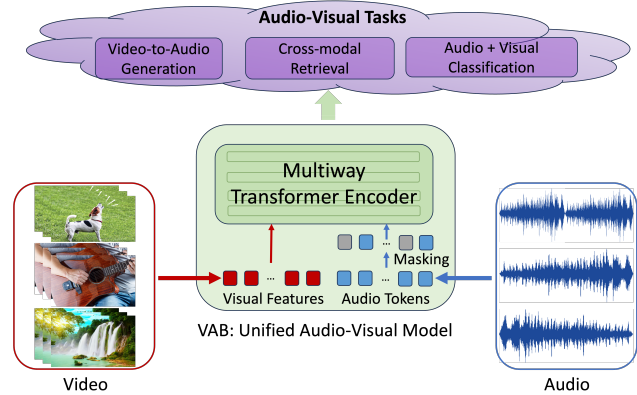 Audio-Visual Tasks
Video-to-Audio
Generation
Cross-modal
Retrieval
Audio + Visual
Classification
Multiway
Transformer Encoder
...
Masking
...
...
Visual Features
Audio Tokens
VAB: Unified Audio-Visual Model
Video
Audio